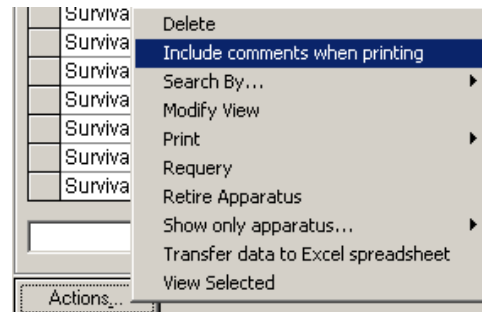 Surviva
Surviva
Surviva
Surviva
Surviva
Surviva
Surviva
Delete
Include comments when printing
Search By...
Modify View
Print
Requery
Retire Apparatus
Show only apparatus...
Transfer data to Excel spreadsheet
View Selected
Actions...